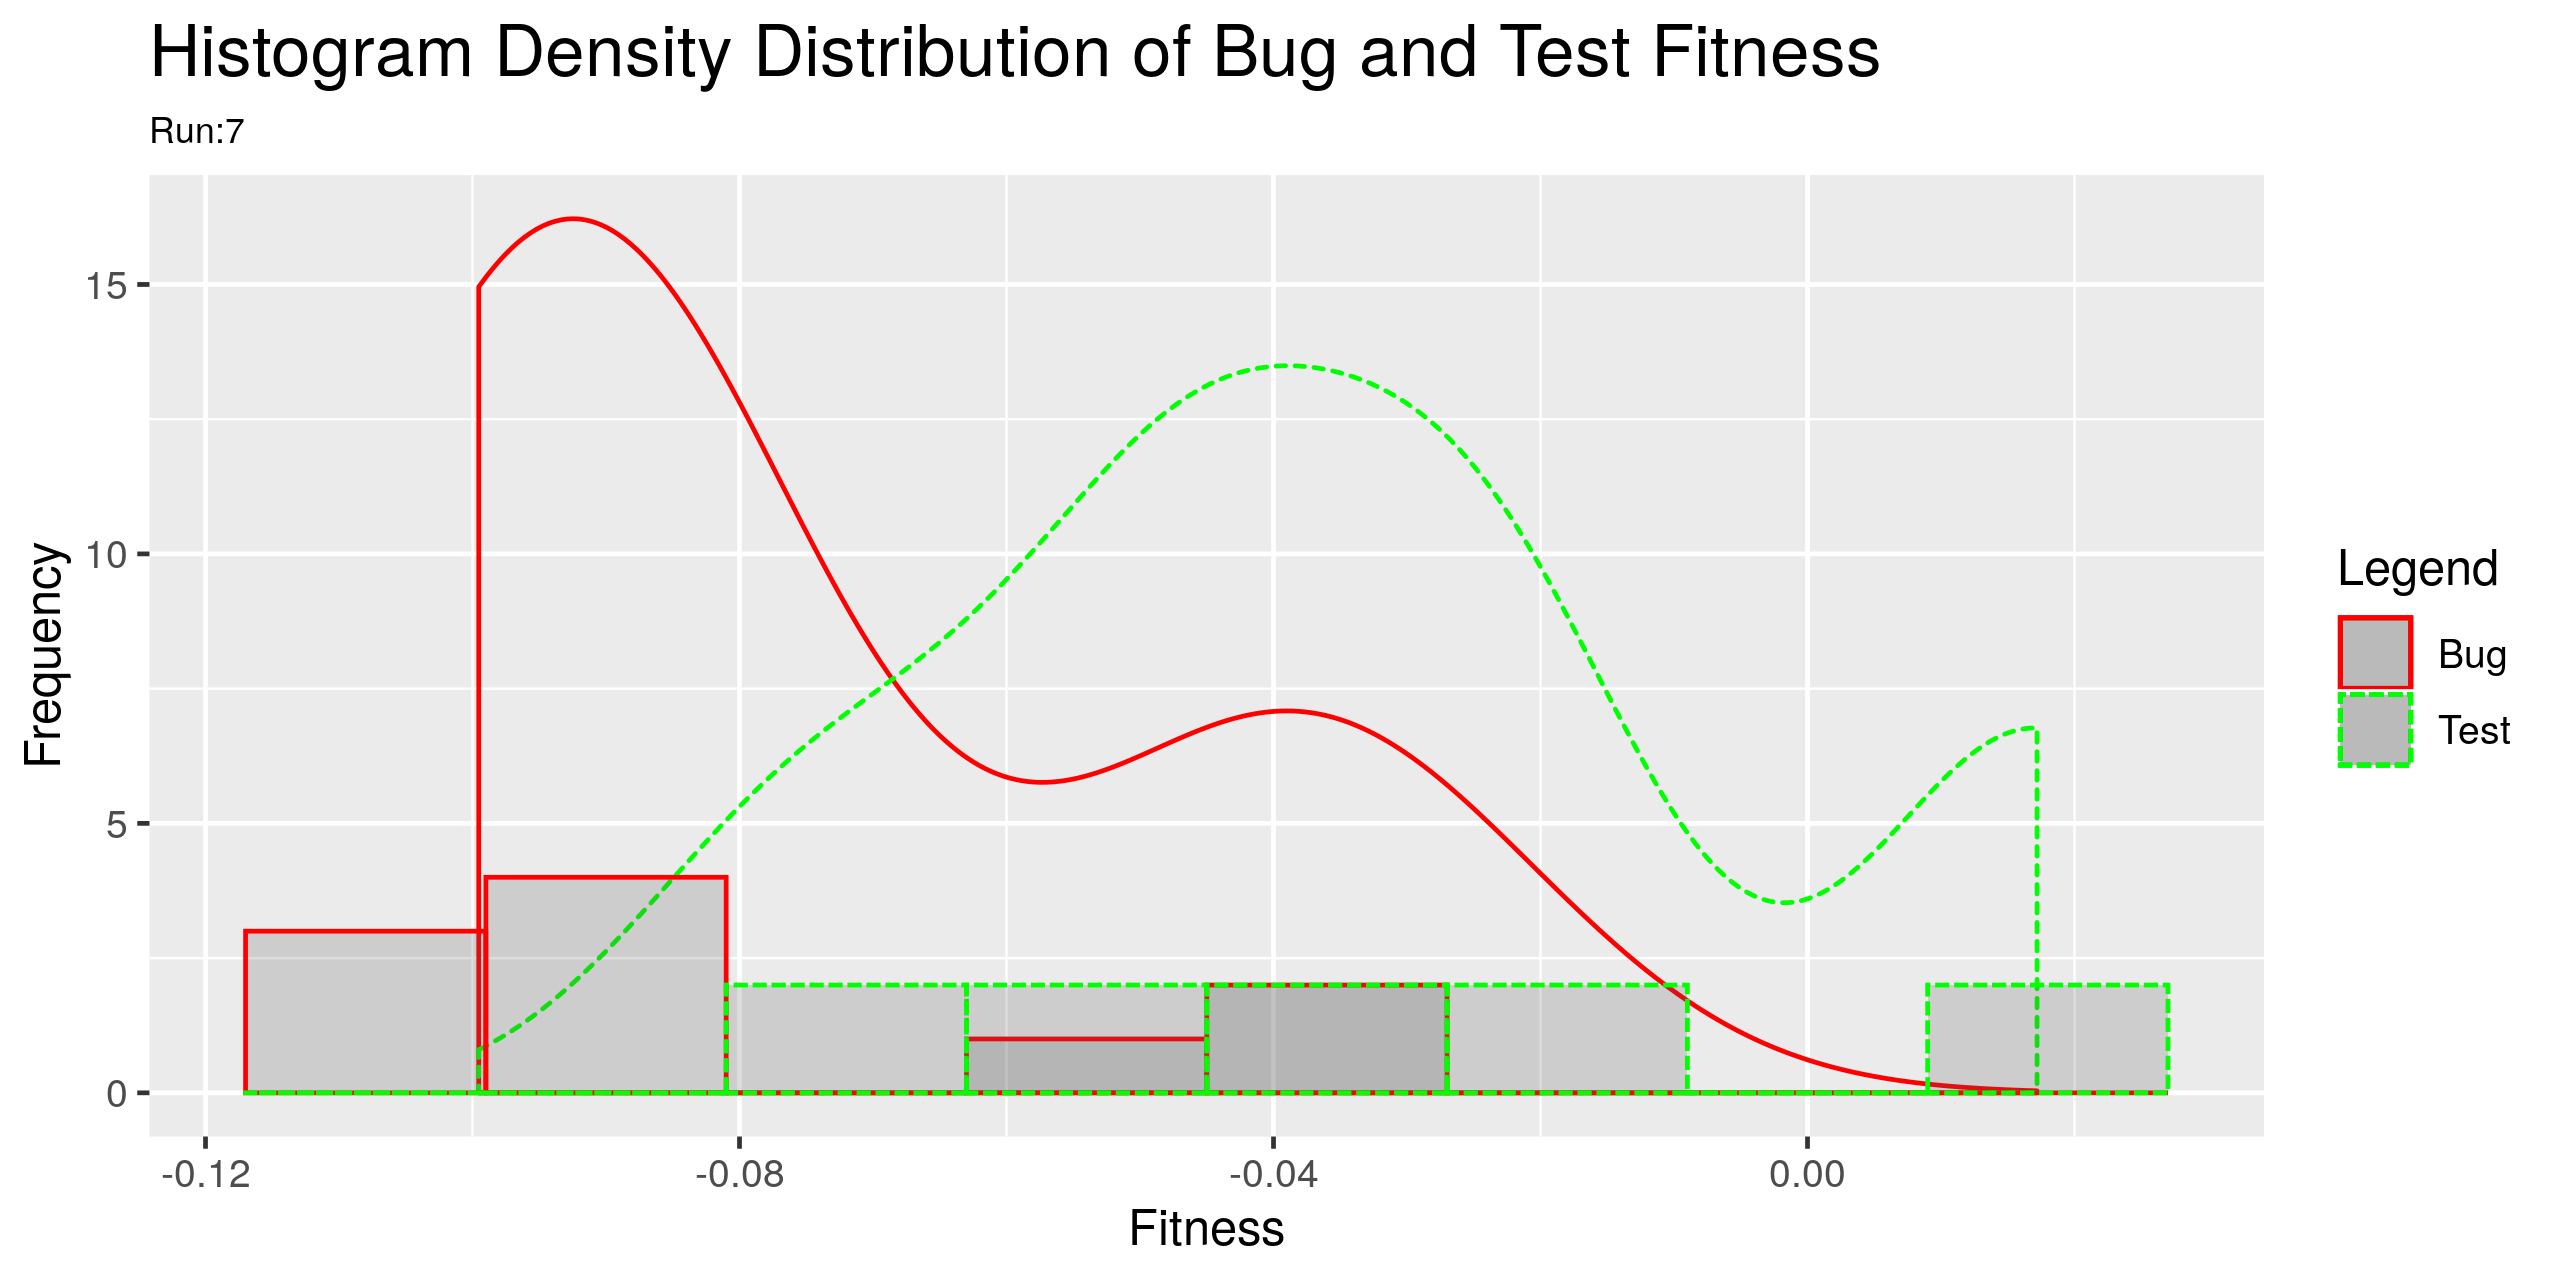 Histogram Density Distribution of Bug and Test Fitness
Run:7
Frequency
15
10
5
0
-0.12 -0.08 -0.04 0.00
Fitness
Legend
Bug
Test